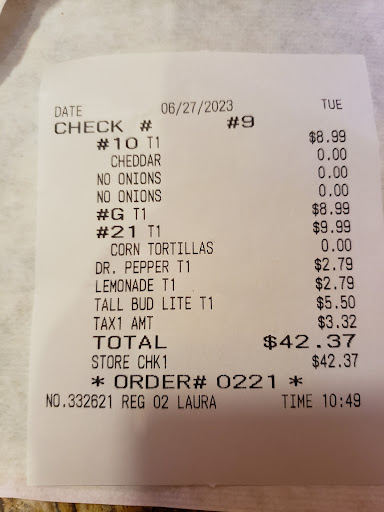 DATE 06/27/2023 TUE
CHECK # #9
#10 T1 $8.99
CHEDDAR 0.00
NO ONIONS 0.00
NO ONIONS 0.00
#G T1 $8.99
#21 T1 $9.99
CORN TORTILLAS 0.00
DR. PEPPER T1 $2.79
LEMONADE T1 $2.79
TALL BUD LITE T1 $5.50
TAX1 AMT $3.32
TOTAL $42.37
STORE CHK1 $42.37
* ORDER# 0221 *
NO.332621 REG 02 LAURA TIME 10:49